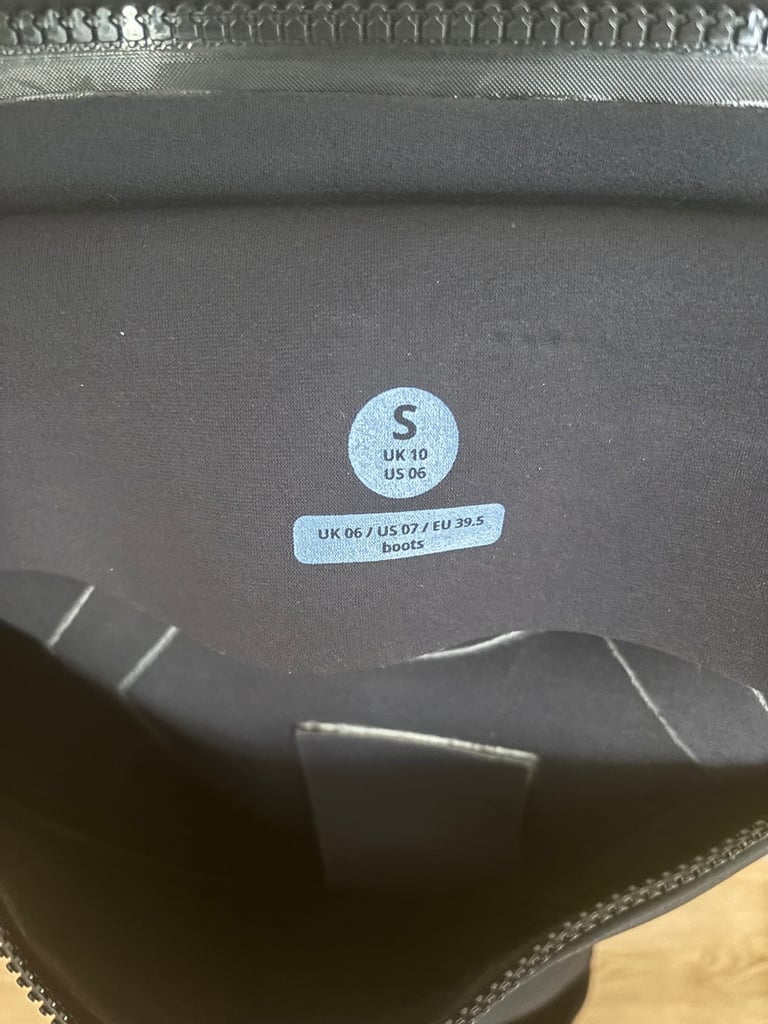 S
UK 10
US 06
UK 06 / US 07 / EU 39.5
boots